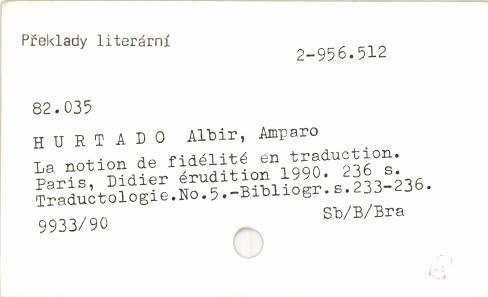 Překlady literární
2-956.512
82.035
H U R T A D O Albir, Amparo
La notion de fidélité en traduction.
Paris, Didier érudition 1990. 236 s.
Traductologie.No.5.-Bibliogr.s.233-236.
9933/90
Sb/B/Bra